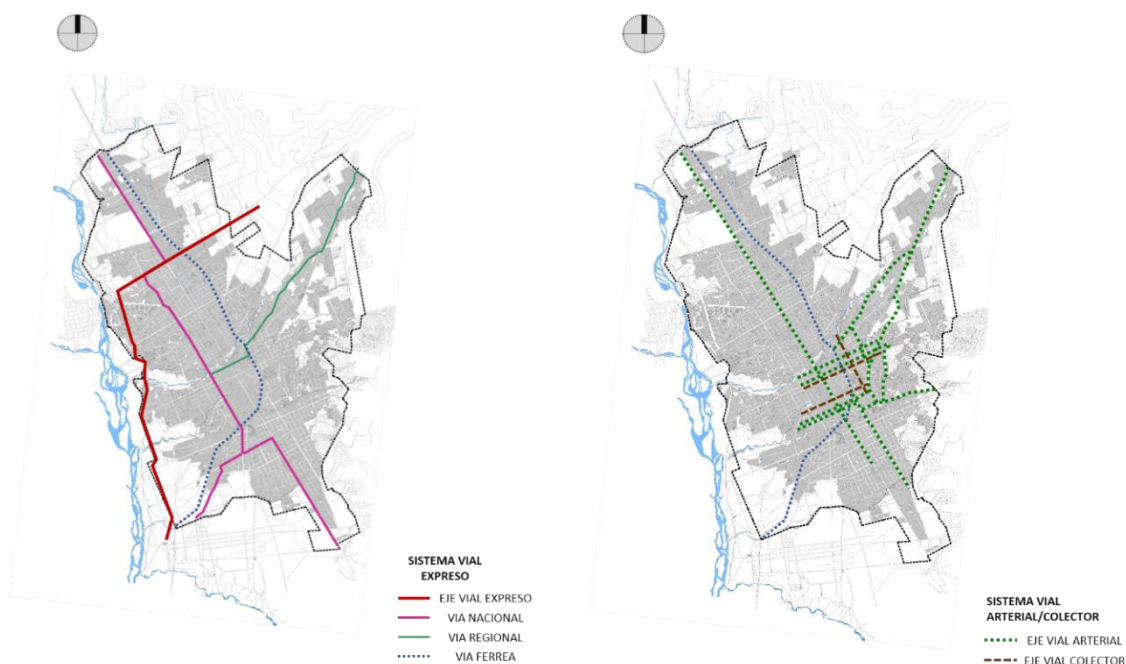 SISTEMA VIAL
EXPRESO
EJE VIAL EXPRESO
VIA NACIONAL
VIA REGIONAL
VIA FERREA
SISTEMA VIAL
ARTERIAL/COLECTOR
EJE VIAL ARTERIAL
EJE VIAL COLECTOR